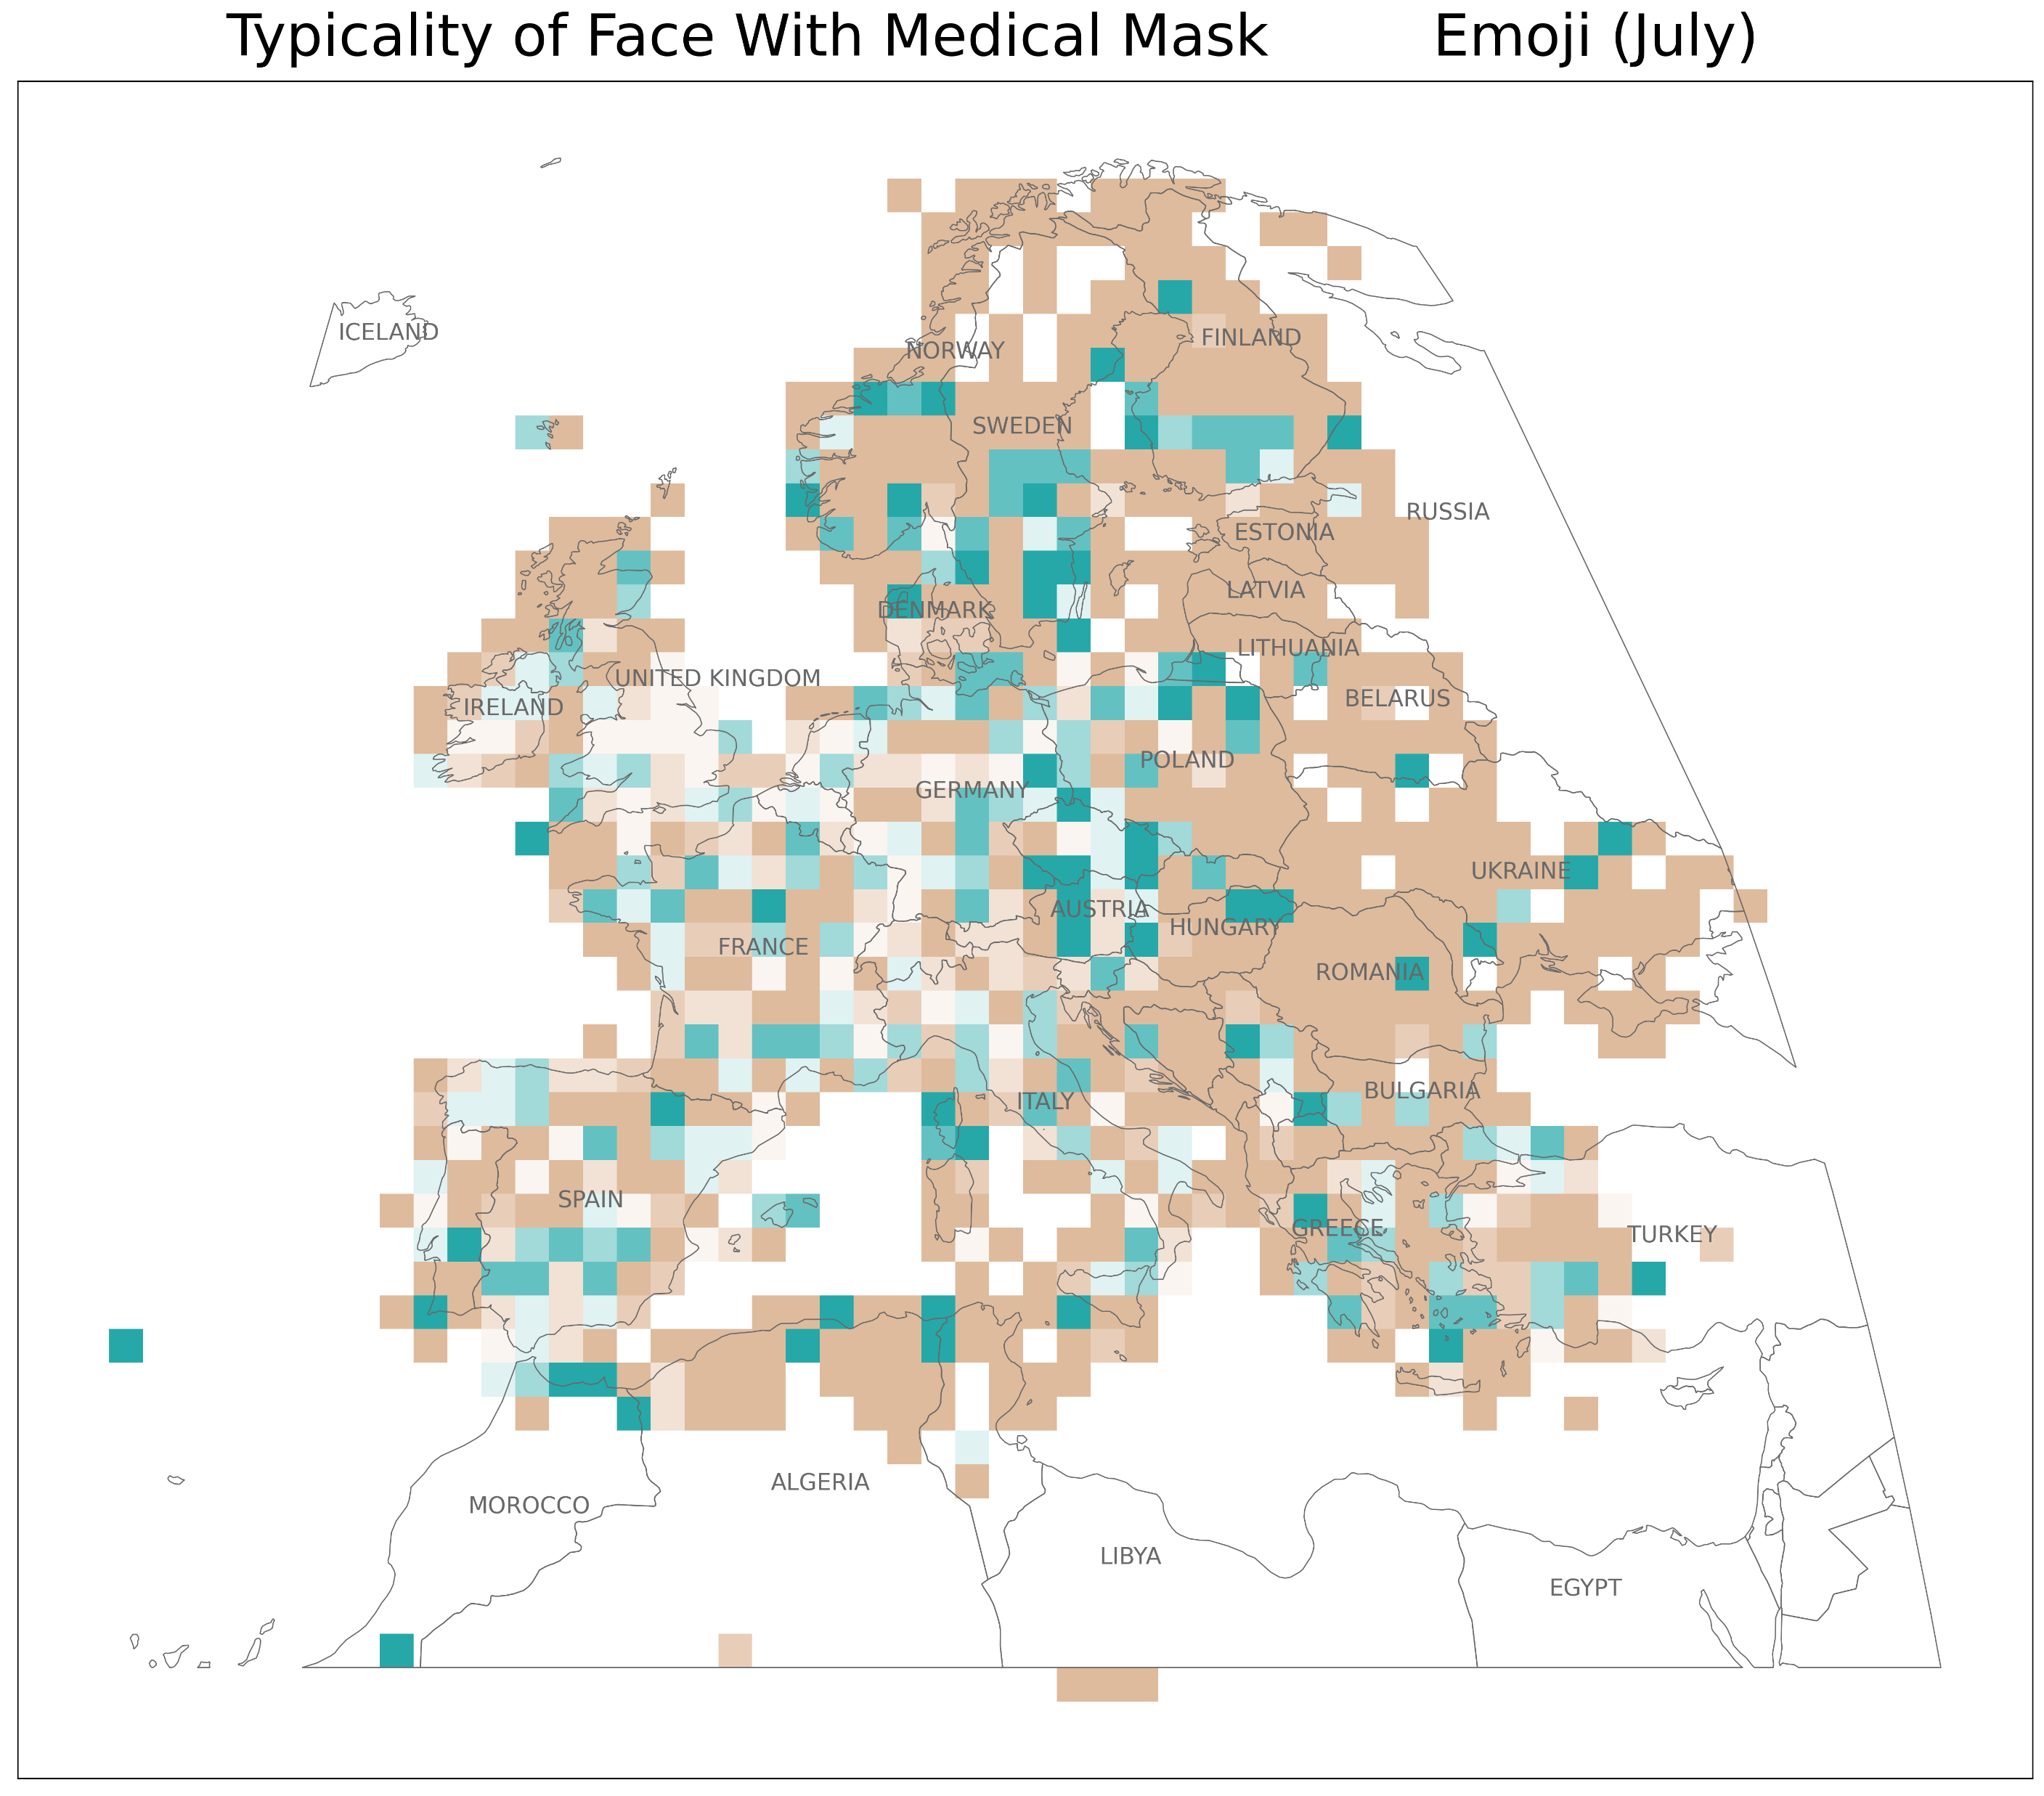 Typicality of Face With Medical Mask Emoji (July)
ICELAND
NORWAY
FINLAND
SWEDEN
RUSSIA
ESTONIA
LATVIA
DENMARK
LITHUANIA
UNITED KINGDOM
BELARUS
IRELAND
POLAND
GERMANY
UKRAINE
AUSTRIA
HUNGARY
FRANCE
ROMANIA
BULGARIA
ITALY
SPAIN
GREECE
TURKEY
ALGERIA
MOROCCO
LIBYA
EGYPT